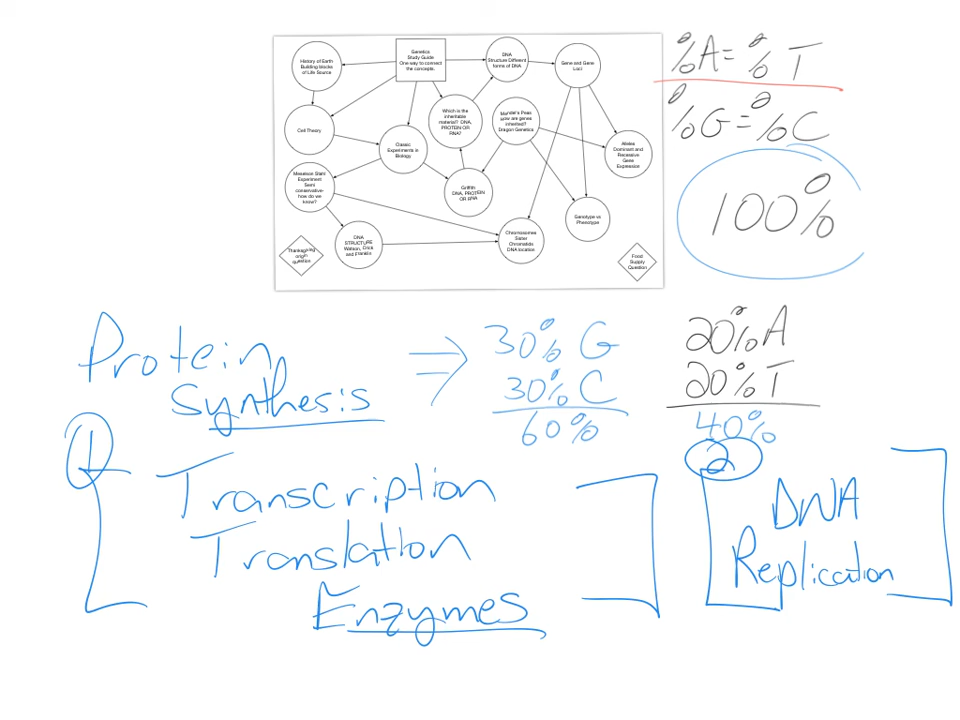 History of Earth
Building blocks
of Life Source
Genetics
Study Guide
One way to connect
the concepts.
DNA
Structure Different
forms of DNA
Gene and Gene
Loci
Cell Theory
Classic
Experiments in
Biology
Which is the
inheritable
material? DNA,
PROTEIN OR
RNA?
Mendel's Peas
how are genes
inherited?
Dragon Genetics
Alleles
Dominant and
Recessive
Gene
Expression
Meselson Stahl
Experiment
Semi
conservative-
how do we
know?
Griffith
DNA, PROTEIN
OR RNA
Genotype vs
Phenotype
DNA
STRUCTURE
Watson, Crick
and Franklin
Chromosomes
Sister
Chromatids
DNA location
Thanksgiving
origin
question
Food
Supply
Question
%A = %T
%G = %C
100%
Protein
Synthesis
⇒
30% G
30% C
60%
20% A
20% T
40%
1
Transcription
Translation
Enzymes
2
DNA
Replication